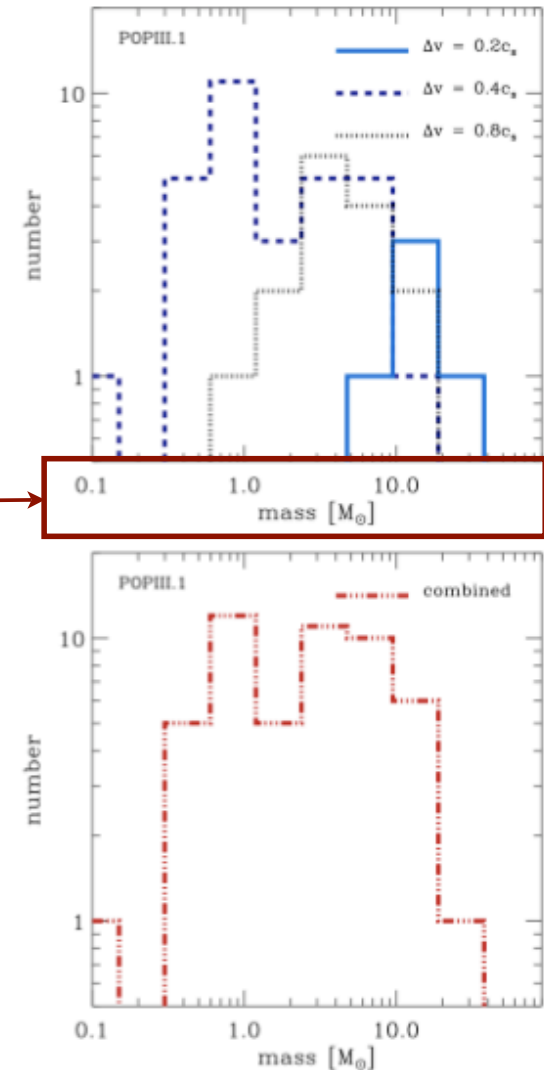 POPIII.1
Δv = 0.2cₛ
Δv = 0.4cₛ
Δv = 0.8cₛ
10
1
number
0.1 1.0 10.0
mass [M☉]
POPIII.1
combined
10
1
number
0.1 1.0 10.0
mass [M☉]